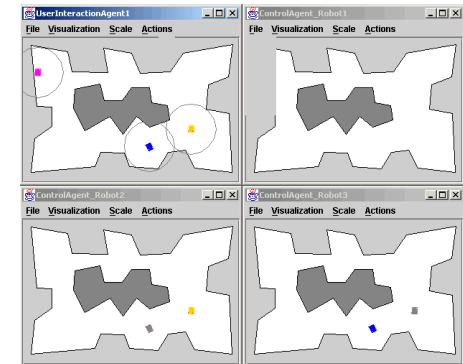 UserInteractionAgent1
File Visualization Scale Actions
ControlAgent_Robot1
File Visualization Scale Actions
ControlAgent_Robot2
File Visualization Scale Actions
ControlAgent_Robot3
File Visualization Scale Actions